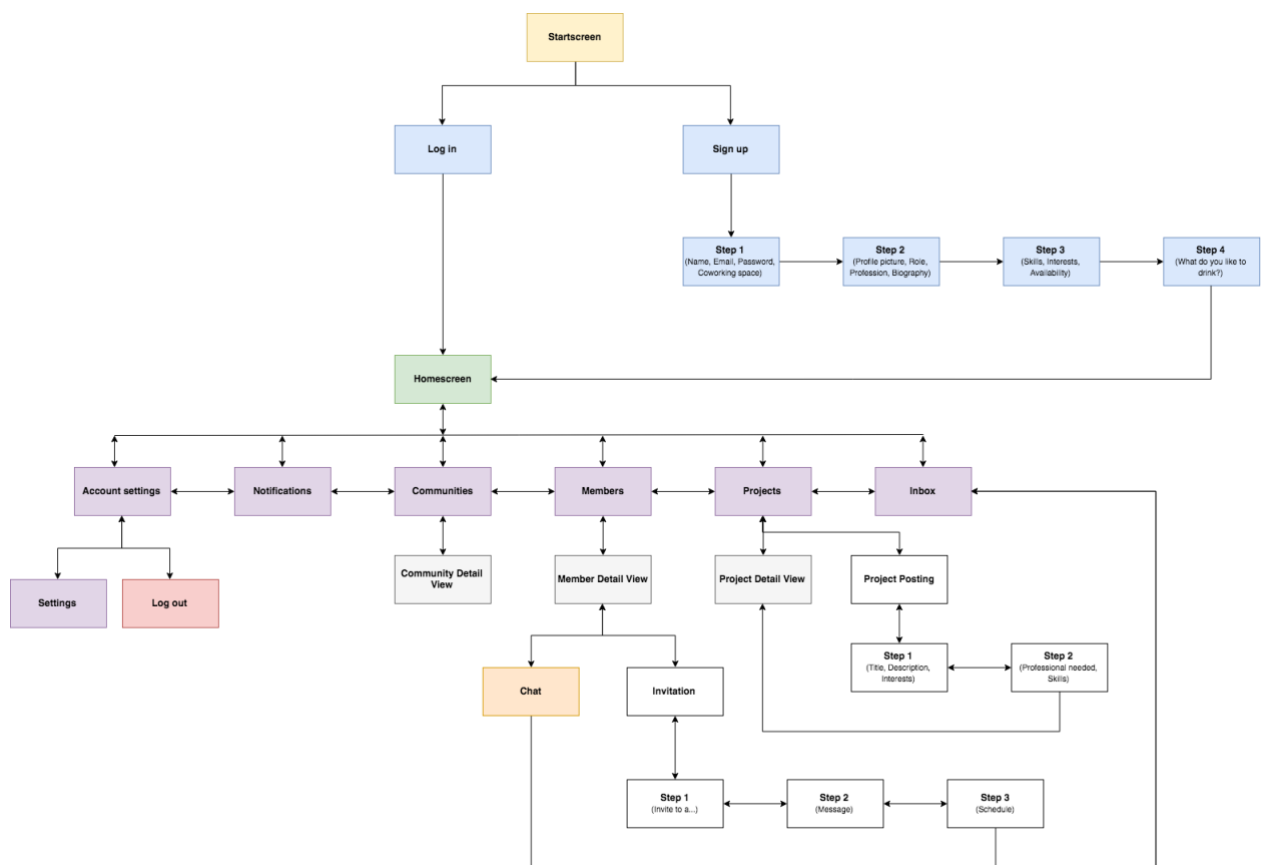 Startscreen
Log in
Sign up
Step 1
(Name, Email, Password,
Coworking space)
Step 2
(Profile picture, Role,
Profession, Biography)
Step 3
(Skills, Interests,
Availability)
Step 4
(What do you like to
drink?)
Homescreen
Account settings
Notifications
Communities
Members
Projects
Inbox
Community Detail
View
Member Detail View
Project Detail View
Project Posting
Settings
Log out
Step 1
(Title, Description,
Interests)
Step 2
(Professional needed,
Skills)
Chat
Invitation
Step 1
(Invite to a...)
Step 2
(Message)
Step 3
(Schedule)